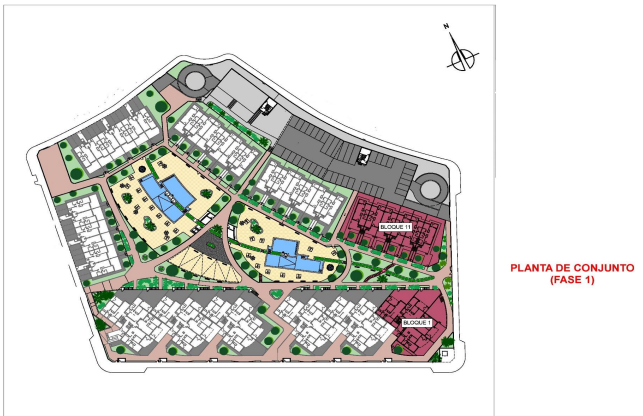 N
BLOQUE 11
PLANTA DE CONJUNTO
(FASE 1)
BLOQUE 1